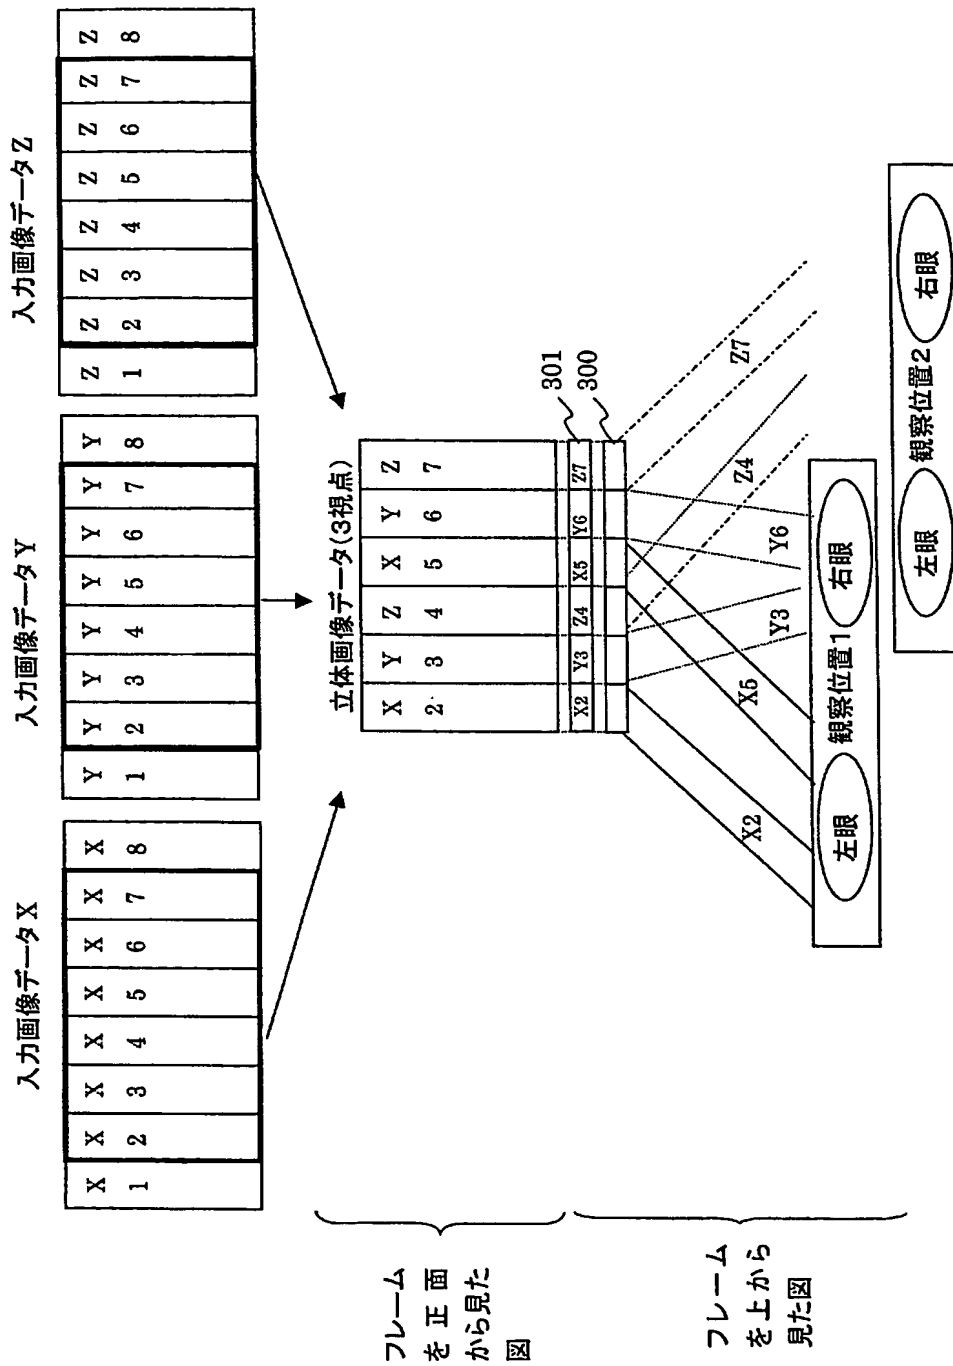 入力画像データX
入力画像データY
入力画像データZ
X X X X X X X X
1 2 3 4 5 6 7 8
Y Y Y Y Y Y Y Y
1 2 3 4 5 6 7 8
Z Z Z Z Z Z Z Z
1 2 3 4 5 6 7 8
フレーム
を正面
から見た
図
立体画像データ(3視点)
X Y Z X Y Z
2 3 4 5 6 7
X2 Y3 Z4 X5 Y6 Z7
301
300
フレーム
を上から
見た図
X2
X5
Y3
Y6
Z4
Z7
左眼 観察位置1 右眼
左眼 観察位置2 右眼